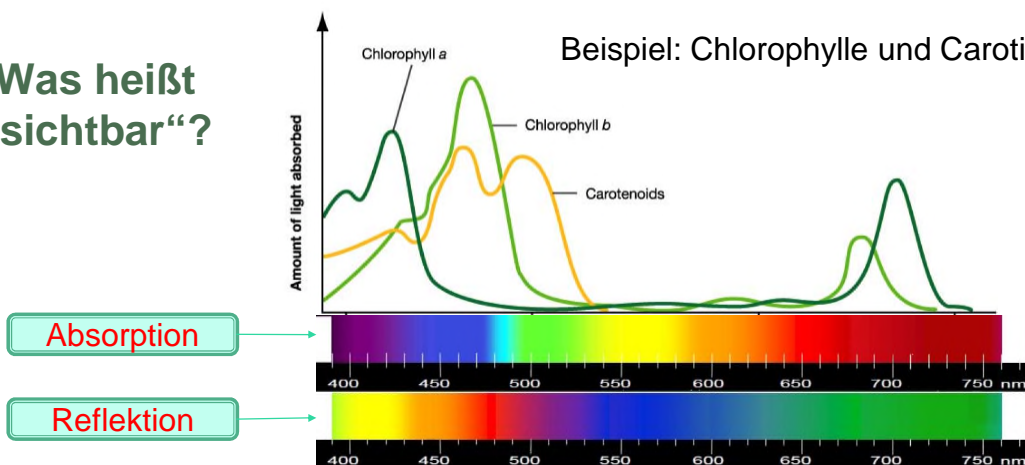 Was heißt
sichtbar“?
Beispiel: Chlorophylle und Caroti
Chlorophyll a
Chlorophyll b
Carotenoids
Amount of light absorbed
Absorption
400 450 500 550 600 650 700 750 nm
Reflektion
400 450 500 550 600 650 700 750 nm